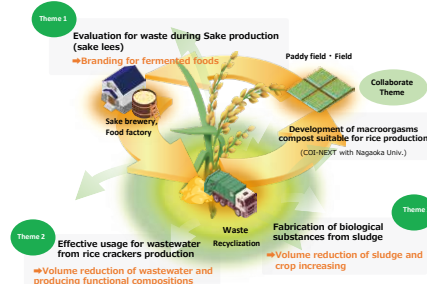 Theme 1
Evaluation for waste during Sake production
(sake lees)
➡Branding for fermented foods
Paddy field・Field
Collaborate
Theme
Sake brewery,
Food factory
Development of macroorgasms
compost suitable for rice production
(COI-NEXT with Nagaoka Univ.)
Waste
Recyclization
Theme
Fabrication of biological
substances from sludge
➡Volume reduction of sludge and
crop increasing
Theme 2
Effective usage for wastewater
from rice crackers production
➡Volume reduction of wastewater and
producing functional compositions